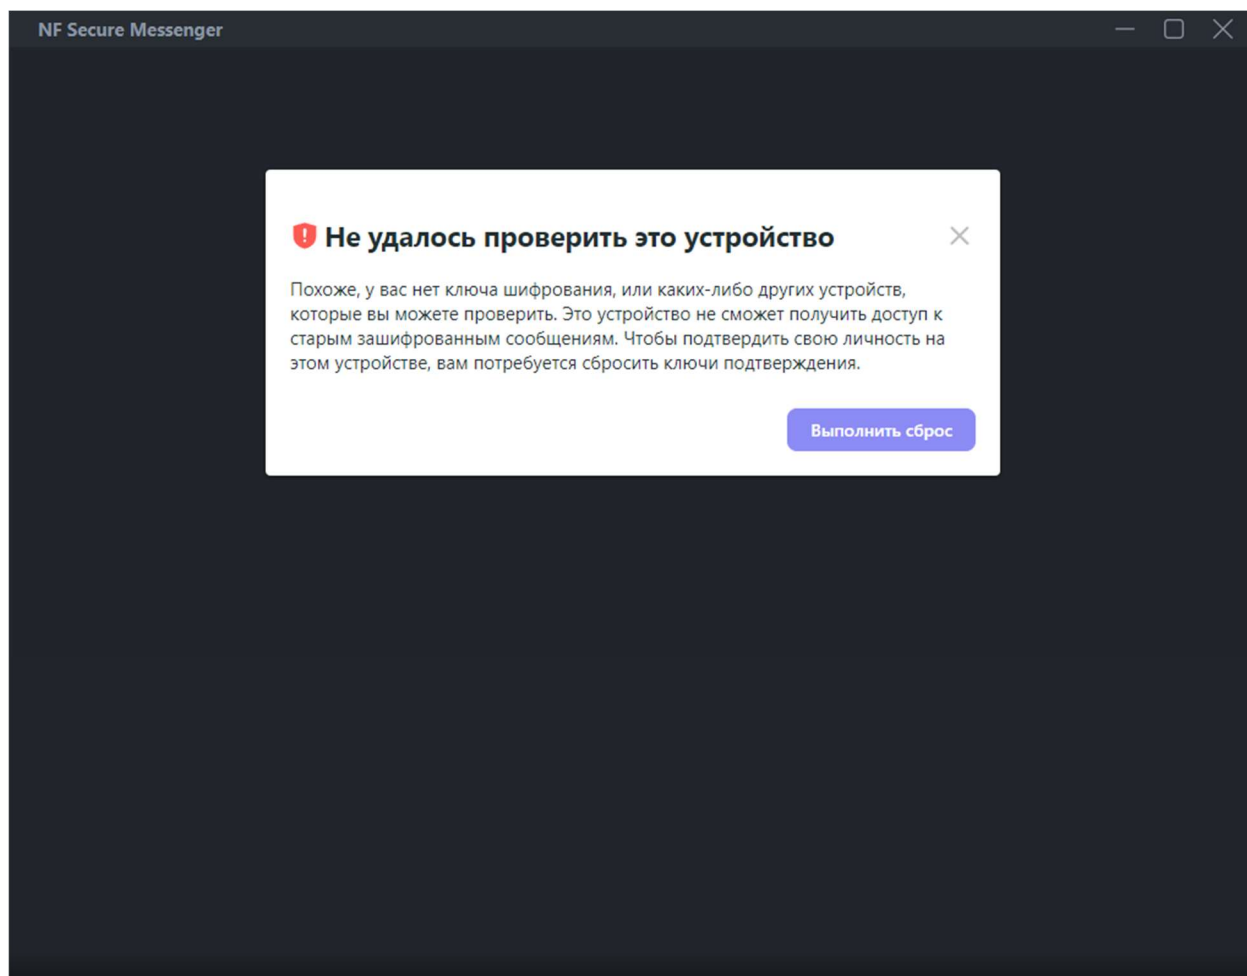 NF Secure Messenger
Не удалось проверить это устройство
Похоже, у вас нет ключа шифрования, или каких-либо других устройств,
которые вы можете проверить. Это устройство не сможет получить доступ к
старым зашифрованным сообщениям. Чтобы подтвердить свою личность на
этом устройстве, вам потребуется сбросить ключи подтверждения.
Выполнить сброс